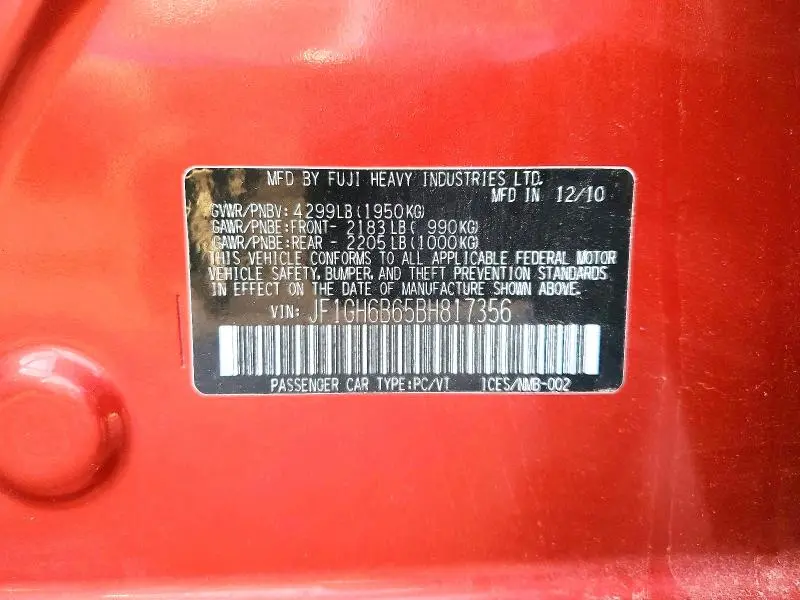 MFD BY FUJI HEAVY INDUSTRIES LTD.
MFD IN 12/10
GVWR/PNBV: 4299LB(1950KG)
GAWR/PNBE:FRONT- 2183LB( 990KG)
GAWR/PNBE:REAR - 2205LB(1000KG)
THIS VEHICLE CONFORMS TO ALL APPLICABLE FEDERAL MOTOR
VEHICLE SAFETY, BUMPER, AND THEFT PREVENTION STANDARDS
IN EFFECT ON THE DATE OF MANUFACTURE SHOWN ABOVE.
VIN: JF1GH6B65BH817356
PASSENGER CAR TYPE:PC/VT ICES/NMB-002